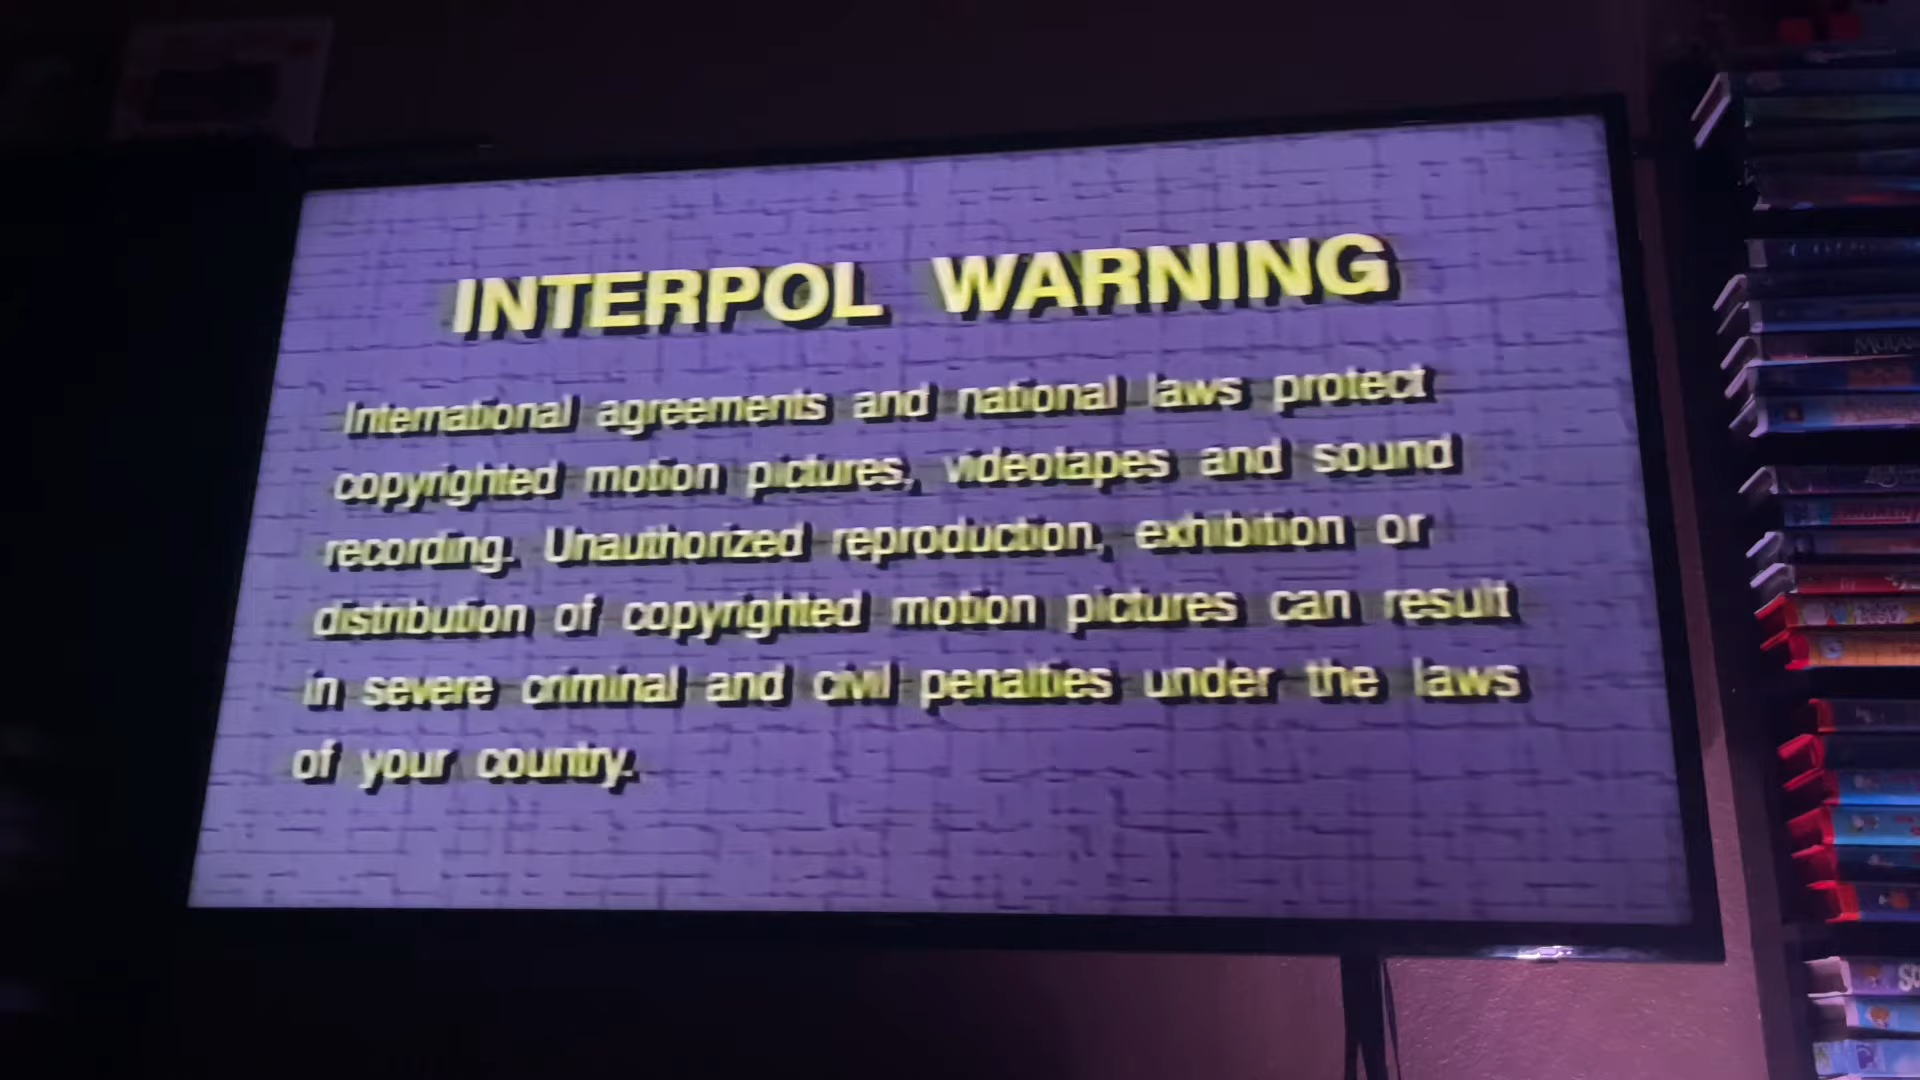 INTERPOL WARNING
International agreements and national laws protect
copyrighted motion pictures, videotapes and sound
recording. Unauthorized reproduction, exhibition or
distribution of copyrighted motion pictures can result
in severe criminal and civil penalties under the laws
of your country.
MULAN